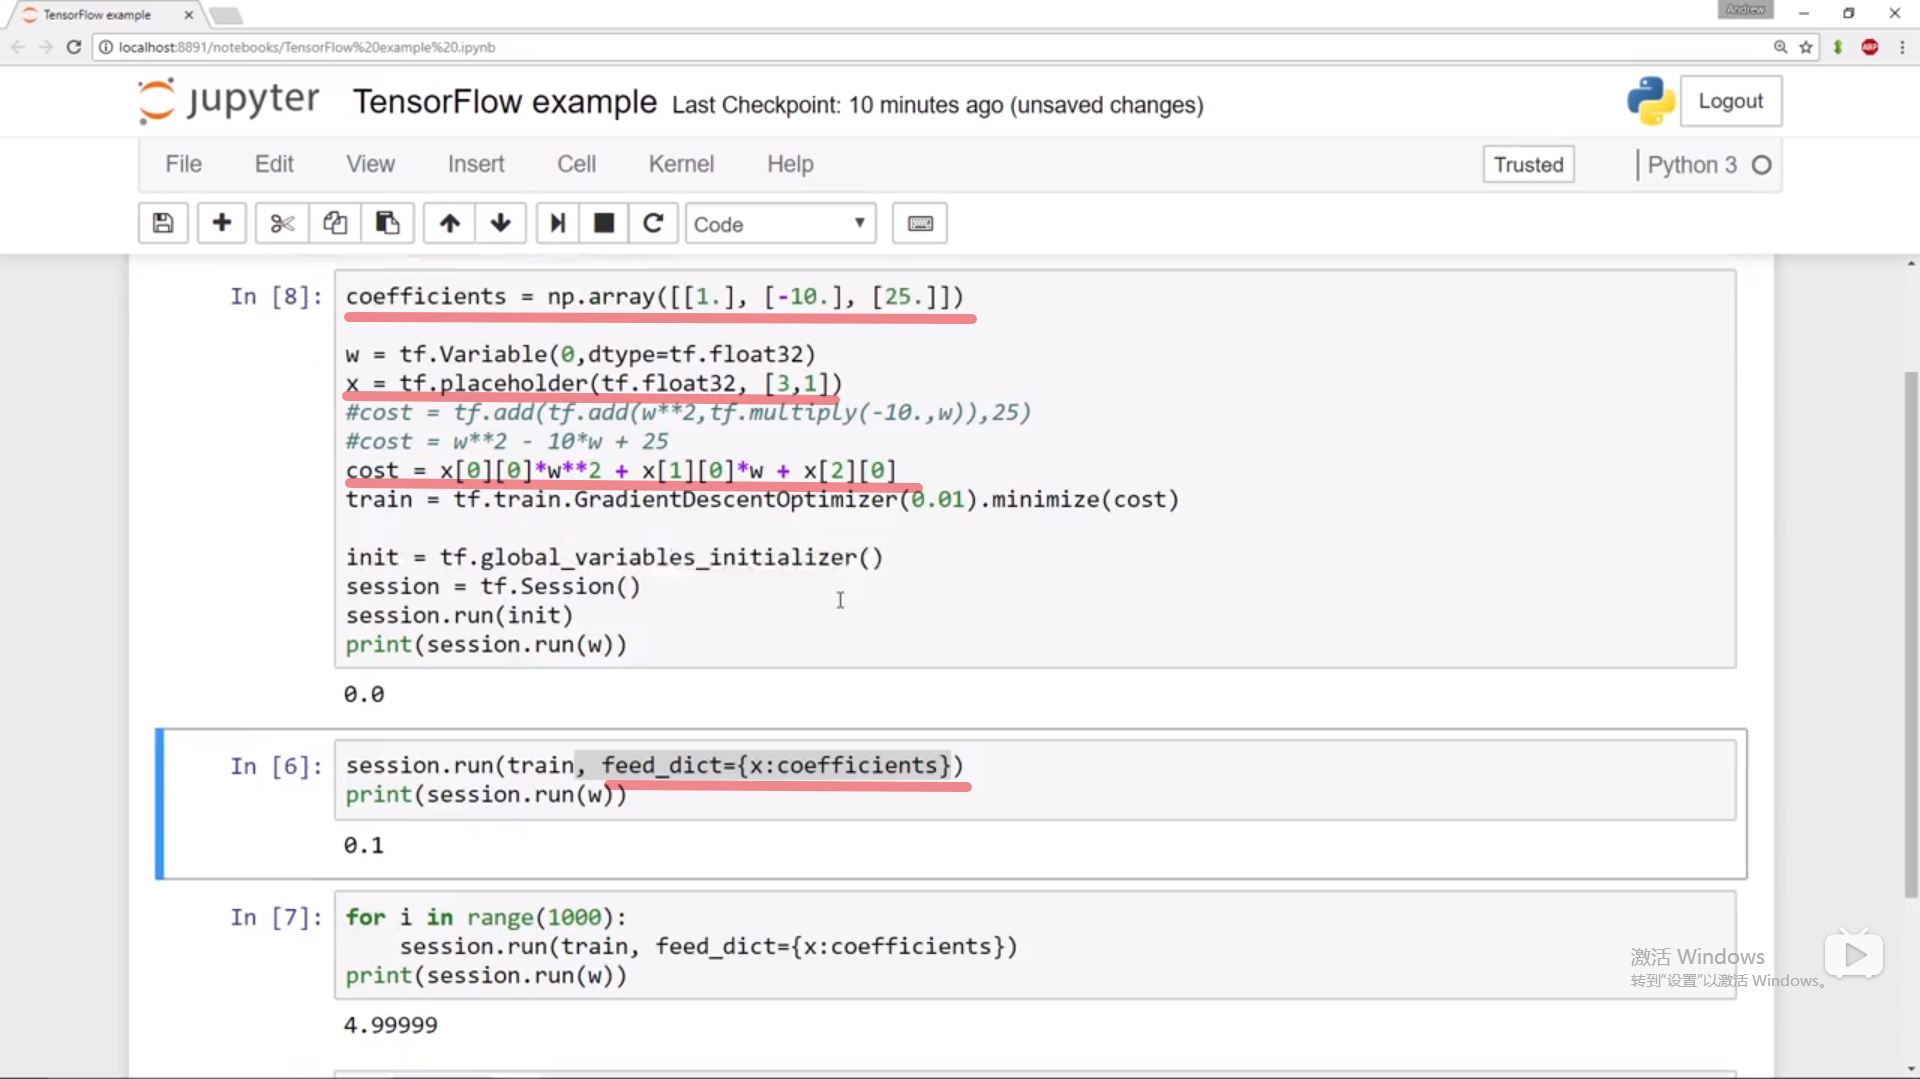 TensorFlow example
Andrew
localhost:8891/notebooks/TensorFlow%20example%20.ipynb
ABP
jupyter TensorFlow example Last Checkpoint: 10 minutes ago (unsaved changes)
Logout
File Edit View Insert Cell Kernel Help
Trusted
Python 3
Code
In [8]: coefficients = np.array([[1.], [-10.], [25.]])
w = tf.Variable(0,dtype=tf.float32)
x = tf.placeholder(tf.float32, [3,1])
#cost = tf.add(tf.add(w**2,tf.multiply(-10.,w)),25)
#cost = w**2 - 10*w + 25
cost = x[0][0]*w**2 + x[1][0]*w + x[2][0]
train = tf.train.GradientDescentOptimizer(0.01).minimize(cost)
init = tf.global_variables_initializer()
session = tf.Session()
session.run(init)
print(session.run(w))
0.0
In [6]: session.run(train, feed_dict={x:coefficients})
print(session.run(w))
0.1
In [7]: for i in range(1000):
session.run(train, feed_dict={x:coefficients})
print(session.run(w))
4.99999
激活 Windows
转到“设置”以激活 Windows。